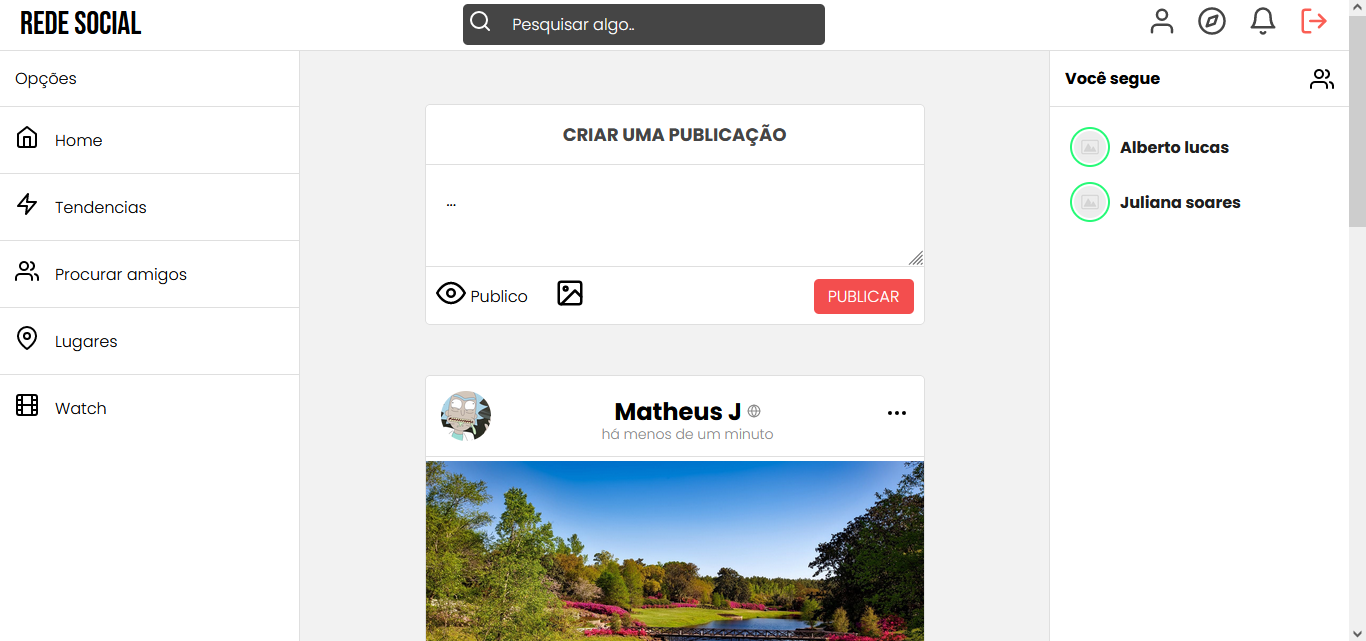 REDE SOCIAL
Pesquisar algo..
Opções
Home
Tendencias
Procurar amigos
Lugares
Watch
CRIAR UMA PUBLICAÇÃO
...
Publico
PUBLICAR
Matheus J
há menos de um minuto
Você segue
Alberto lucas
Juliana soares